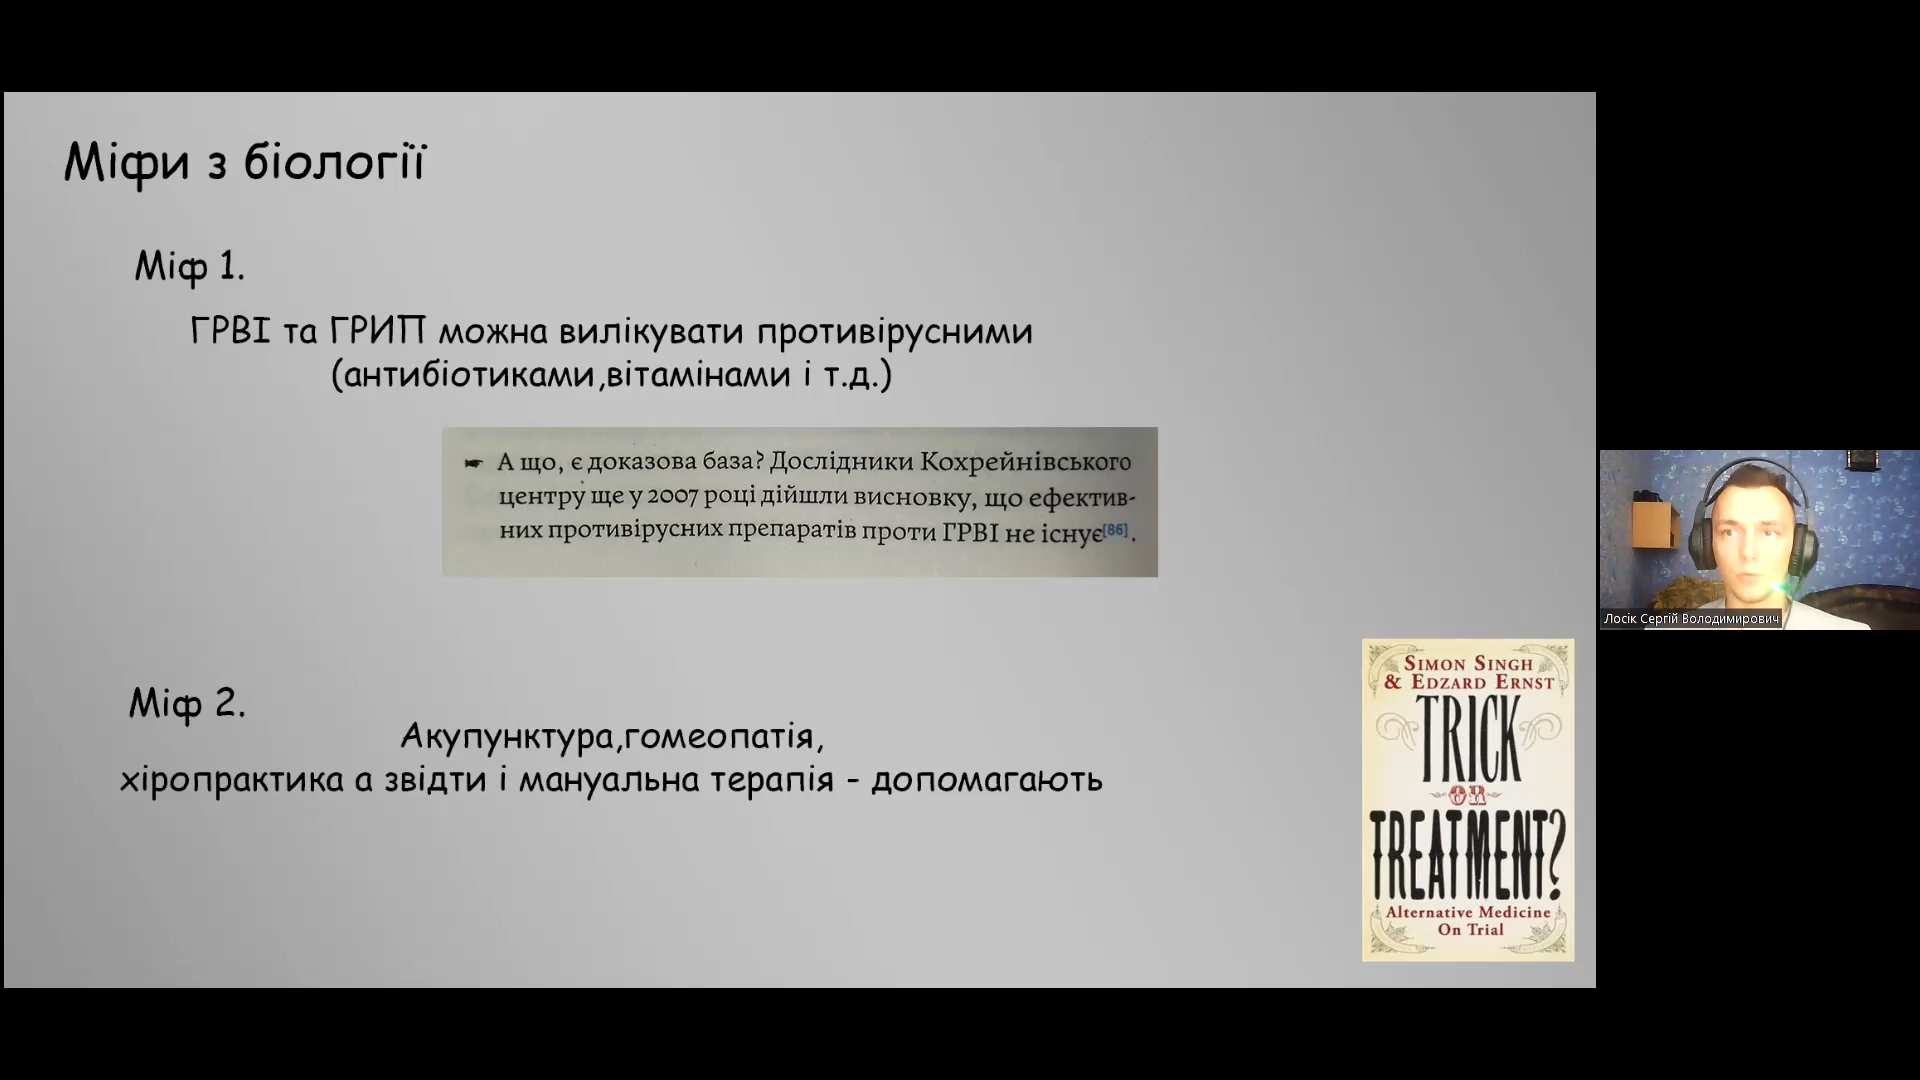 Міфи з біології
Міф 1.
ГРВІ та ГРИП можна вилікувати противірусними
(антибіотиками,вітамінами і т.д.)
А що, є доказова база? Дослідники Кохрейнівського
центру ще у 2007 році дійшли висновку, що ефектив-
них противірусних препаратів проти ГРВІ не існує[86].
Міф 2.
Акупунктура,гомеопатія,
хіропрактика а звідти і мануальна терапія - допомагають
SIMON SINGH
& EDZARD ERNST
TRICK
OR
TREATMENT?
Alternative Medicine
On Trial
Лосік Сергій Володимирович